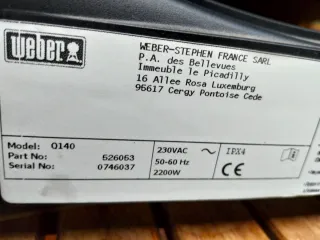 weber
WEBER-STEPHEN FRANCE SARL
P.A. des Bellevues
Immeuble le Picadilly
16 Allee Rosa Luxemburg
96617 Cergy Pontoise Cede
Model: Q140
Part No: 526063
Serial No: 0746037
230VAC ~
50-60 Hz
2200W
IPX4
CE